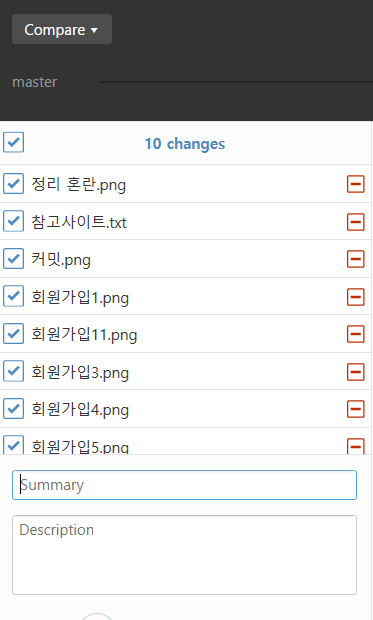 Compare
master
10 changes
정리 혼란.png
참고사이트.txt
커밋.png
회원가입1.png
회원가입11.png
회원가입3.png
회원가입4.png
회원가입5.png
Summary
Description